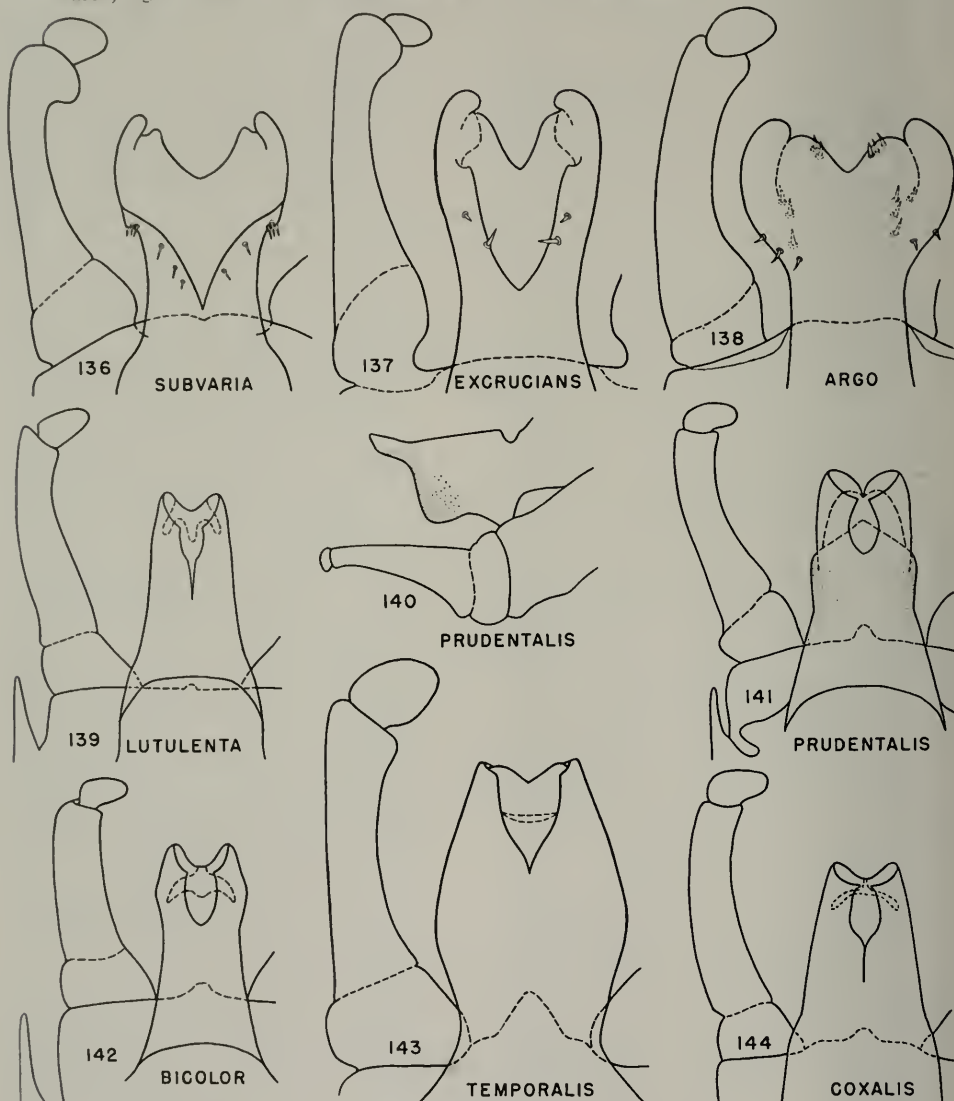 136
SUBVARIA
137
EXCRUCIANS
138
ARGO
139
LUTULENTA
140
PRUDENTALIS
141
PRUDENTALIS
142
BICOLOR
143
TEMPORALIS
144
COXALIS